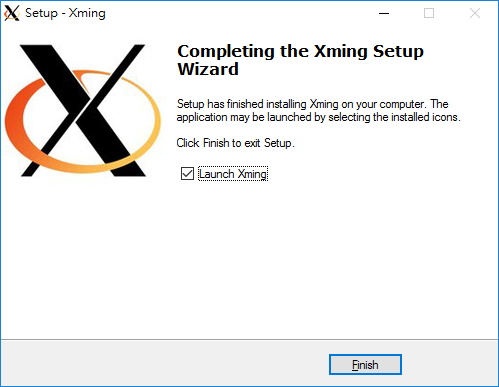 Setup - Xming
Completing the Xming Setup
Wizard
Setup has finished installing Xming on your computer. The
application may be launched by selecting the installed icons.
Click Finish to exit Setup.
Launch Xming
Finish